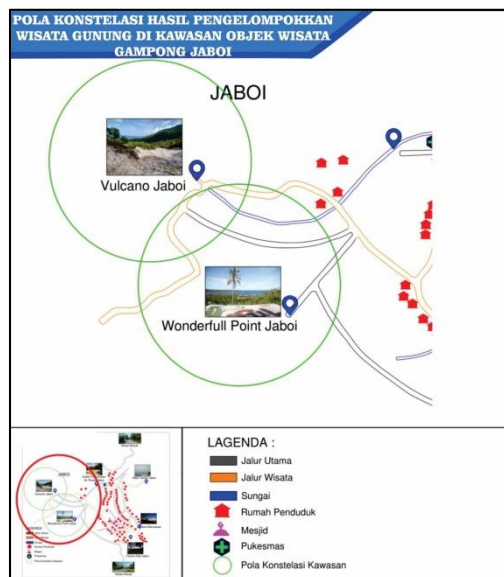 POLA KONSTELASI HASIL PENGELOMPOKKAN
WISATA GUNUNG DI KAWASAN OBJEK WISATA
GAMPONG JABOI
JABOI
Vulcano Jaboi
Wonderfull Point Jaboi
JABOI
LAGENDA :
Jalur Utama
Jalur Wisata
Sungai
Rumah Penduduk
Mesjid
Pukesmas
Pola Konstelasi Kawasan